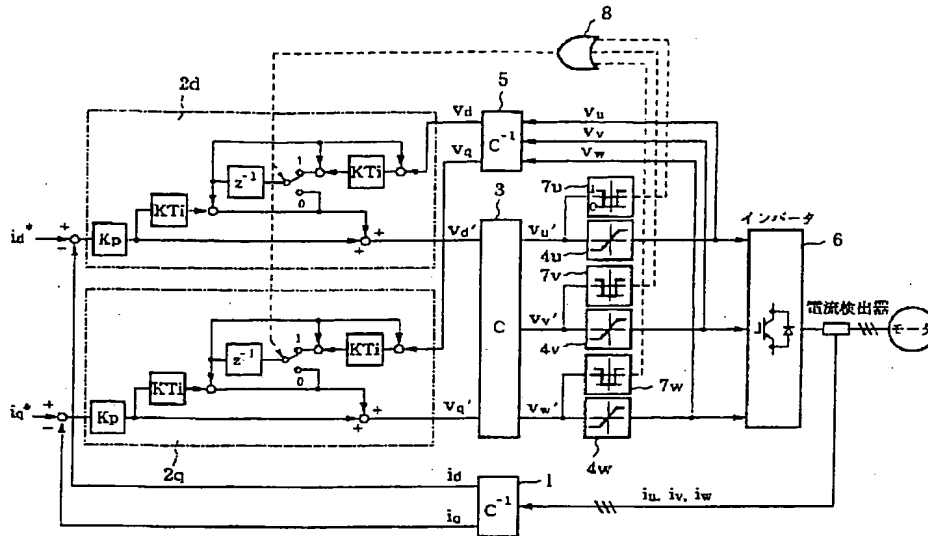 8
2d
5
Vd
Vu
C⁻¹
Vv
Vq
Vw
7u
1
KTi
z⁻¹
0
3
1
0
インバータ
6
KTi
id*
+
−
Kp
+
+
Vd′
Vu′
4u
7v
電流検出器
モータ
C
Vv′
4v
1
KTi
z⁻¹
0
KTi
7w
iq*
+
−
Kp
+
+
Vq′
Vw′
4w
2q
id
1
iu, iv, iw
C⁻¹
iq